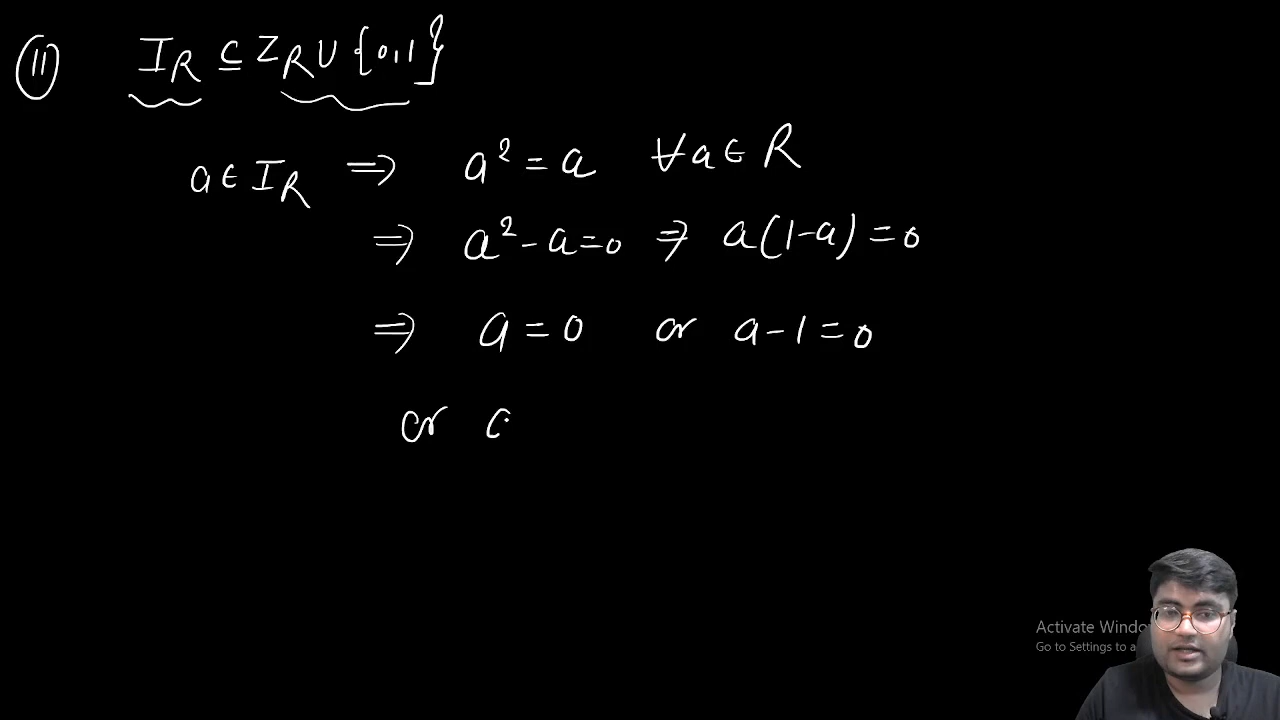 (11) I_R ⊆ Z_R ∪ {0,1}
a ∈ I_R ⇒ a² = a ∀ a ∈ R
⇒ a² - a = 0 ⇒ a(1-a) = 0
⇒ a = 0 or a - 1 = 0
or
Activate Windo
Go to Settings to a